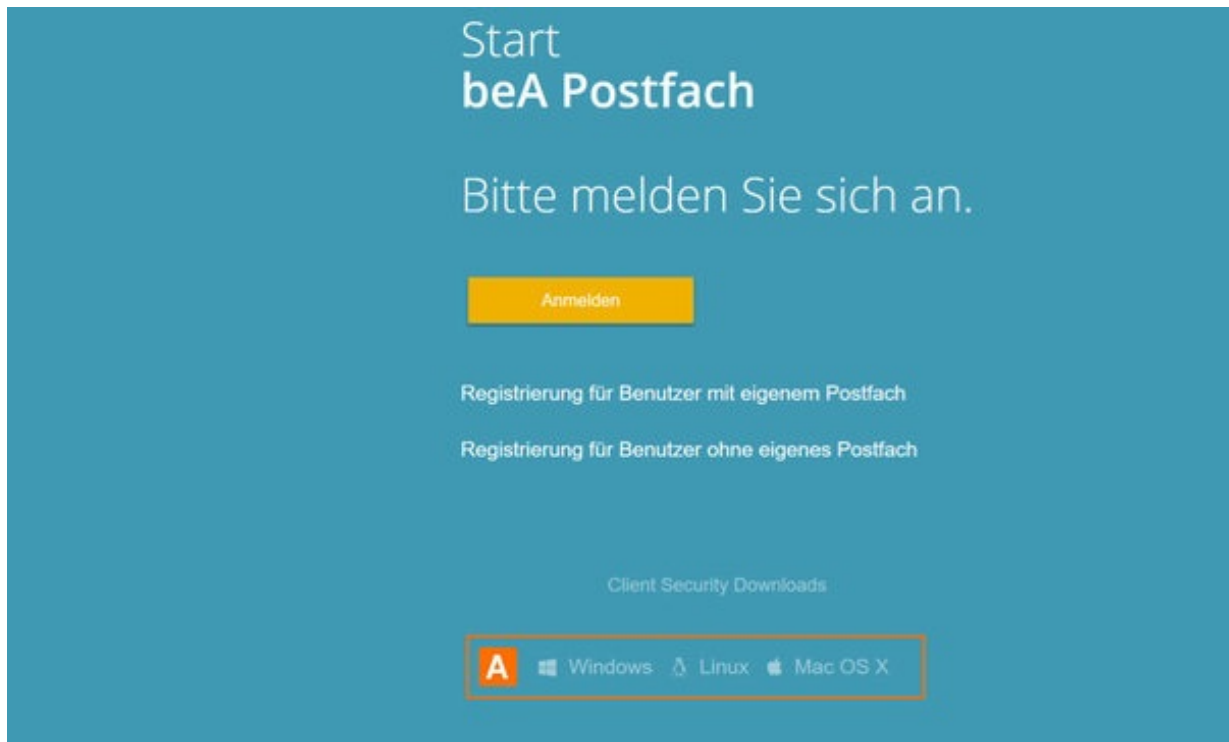 Start
beA Postfach
Bitte melden Sie sich an.
Anmelden
Registrierung für Benutzer mit eigenem Postfach
Registrierung für Benutzer ohne eigenes Postfach
Client Security Downloads
A Windows Linux Mac OS X